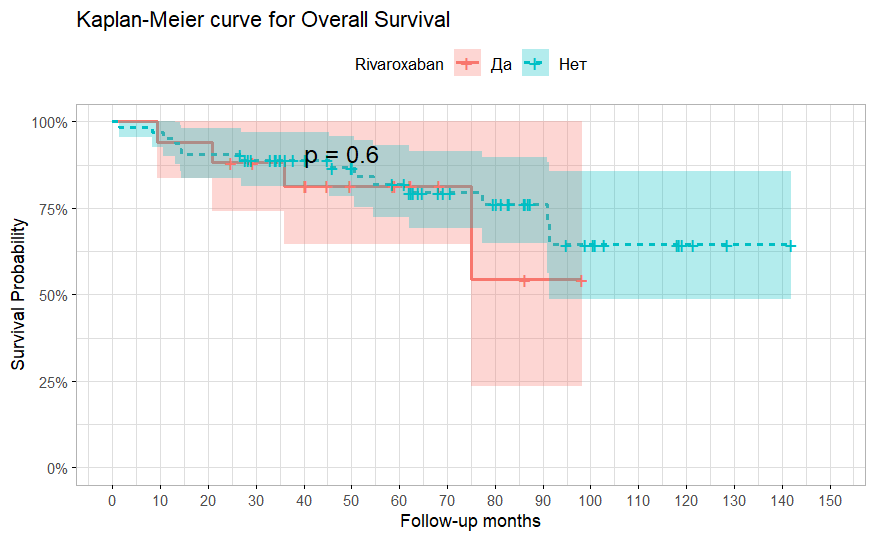 Kaplan-Meier curve for Overall Survival
Rivaroxaban Да Нет
100%
p = 0.6
75%
50%
25%
0%
Survival Probability
0 10 20 30 40 50 60 70 80 90 100 110 120 130 140 150
Follow-up months